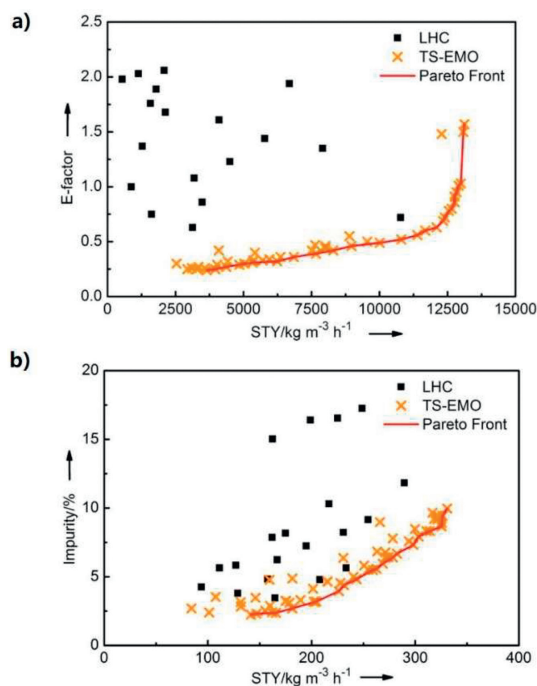 a)
2.5
2.0
1.5
1.0
0.5
0.0
E-factor
LHC
TS-EMO
Pareto Front
0 2500 5000 7500 10000 12500 15000
STY/kg m⁻³ h⁻¹
b)
20
15
10
5
0
Impurity/%
LHC
TS-EMO
Pareto Front
0 100 200 300 400
STY/kg m⁻³ h⁻¹